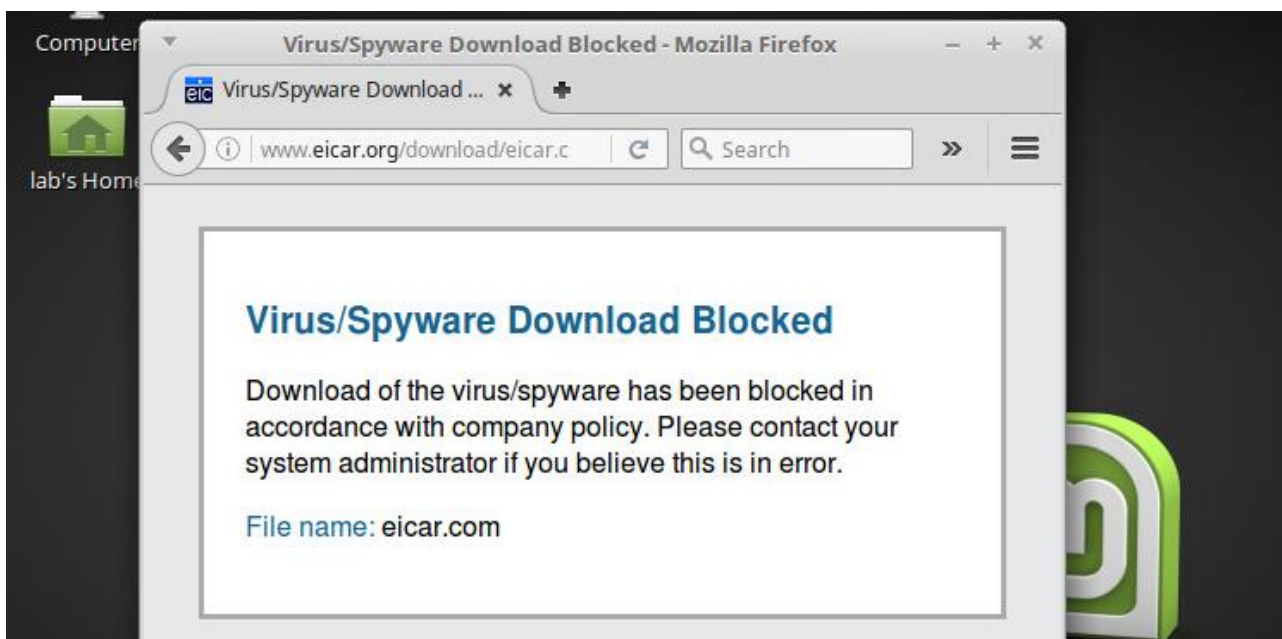 Computer
Virus/Spyware Download Blocked - Mozilla Firefox
eic Virus/Spyware Download ...
www.eicar.org/download/eicar.c
Search
lab's Home
Virus/Spyware Download Blocked
Download of the virus/spyware has been blocked in
accordance with company policy. Please contact your
system administrator if you believe this is in error.
File name: eicar.com